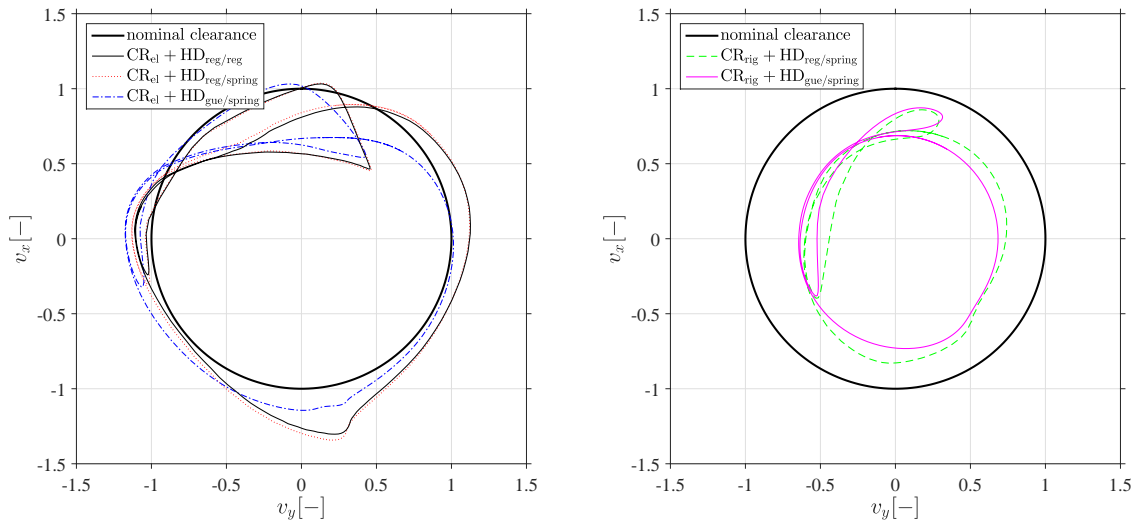 1.5
1
0.5
0
-0.5
-1
-1.5
v_x[−]
nominal clearance
CR_el + HD_reg/reg
CR_el + HD_reg/spring
CR_el + HD_gue/spring
-1.5 -1 -0.5 0 0.5 1 1.5
v_y[−]
1.5
1
0.5
0
-0.5
-1
-1.5
v_x[−]
nominal clearance
CR_rig + HD_reg/spring
CR_rig + HD_gue/spring
-1.5 -1 -0.5 0 0.5 1 1.5
v_y[−]